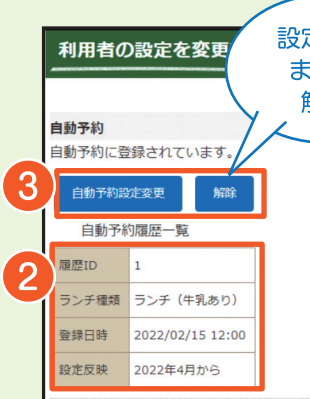 利用者の設定を変更
設定
ま
解
自動予約
自動予約に登録されています。
3
自動予約設定変更 解除
自動予約履歴一覧
2
履歴ID 1
ランチ種類 ランチ（牛乳あり）
登録日時 2022/02/15 12:00
設定反映 2022年4月から